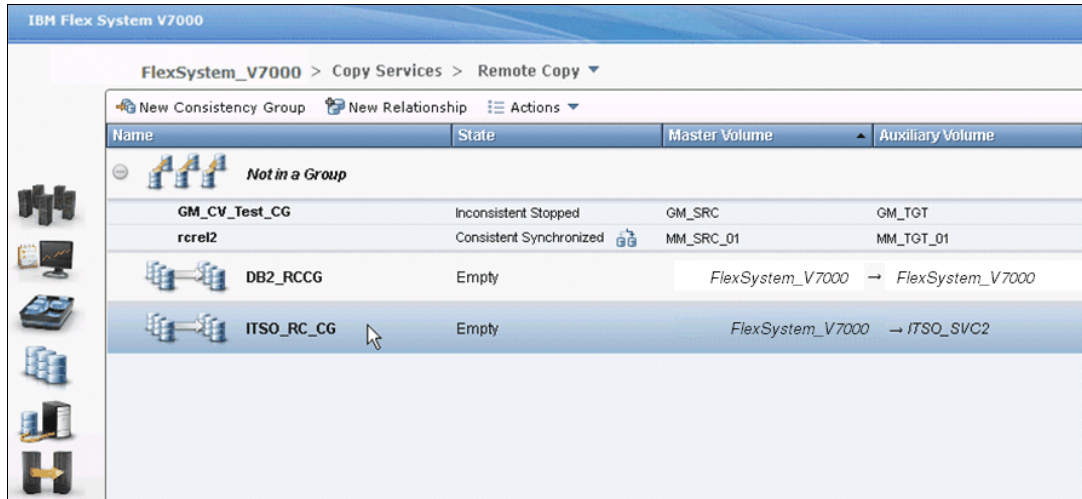 IBM Flex System V7000
FlexSystem_V7000 > Copy Services > Remote Copy
New Consistency Group New Relationship Actions
Name State Master Volume Auxiliary Volume
Not in a Group
GM_CV_Test_CG Inconsistent Stopped GM_SRC GM_TGT
rcrel2 Consistent Synchronized MM_SRC_01 MM_TGT_01
DB2_RCCG Empty FlexSystem_V7000 → FlexSystem_V7000
ITSO_RC_CG Empty FlexSystem_V7000 → ITSO_SVC2